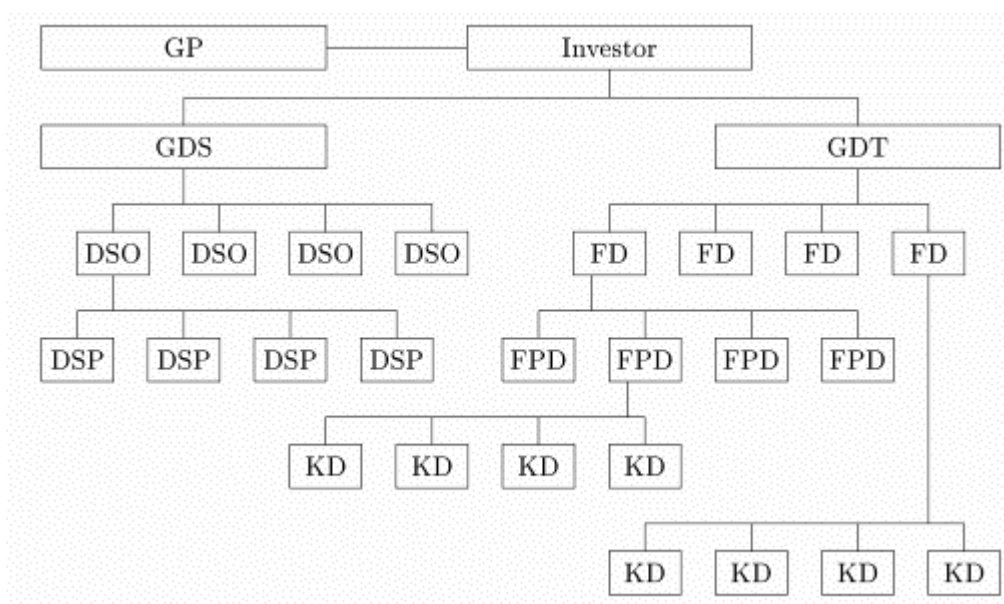 GP Investor
GDS GDT
DSO DSO DSO DSO FD FD FD FD
DSP DSP DSP DSP FPD FPD FPD FPD
KD KD KD KD
KD KD KD KD